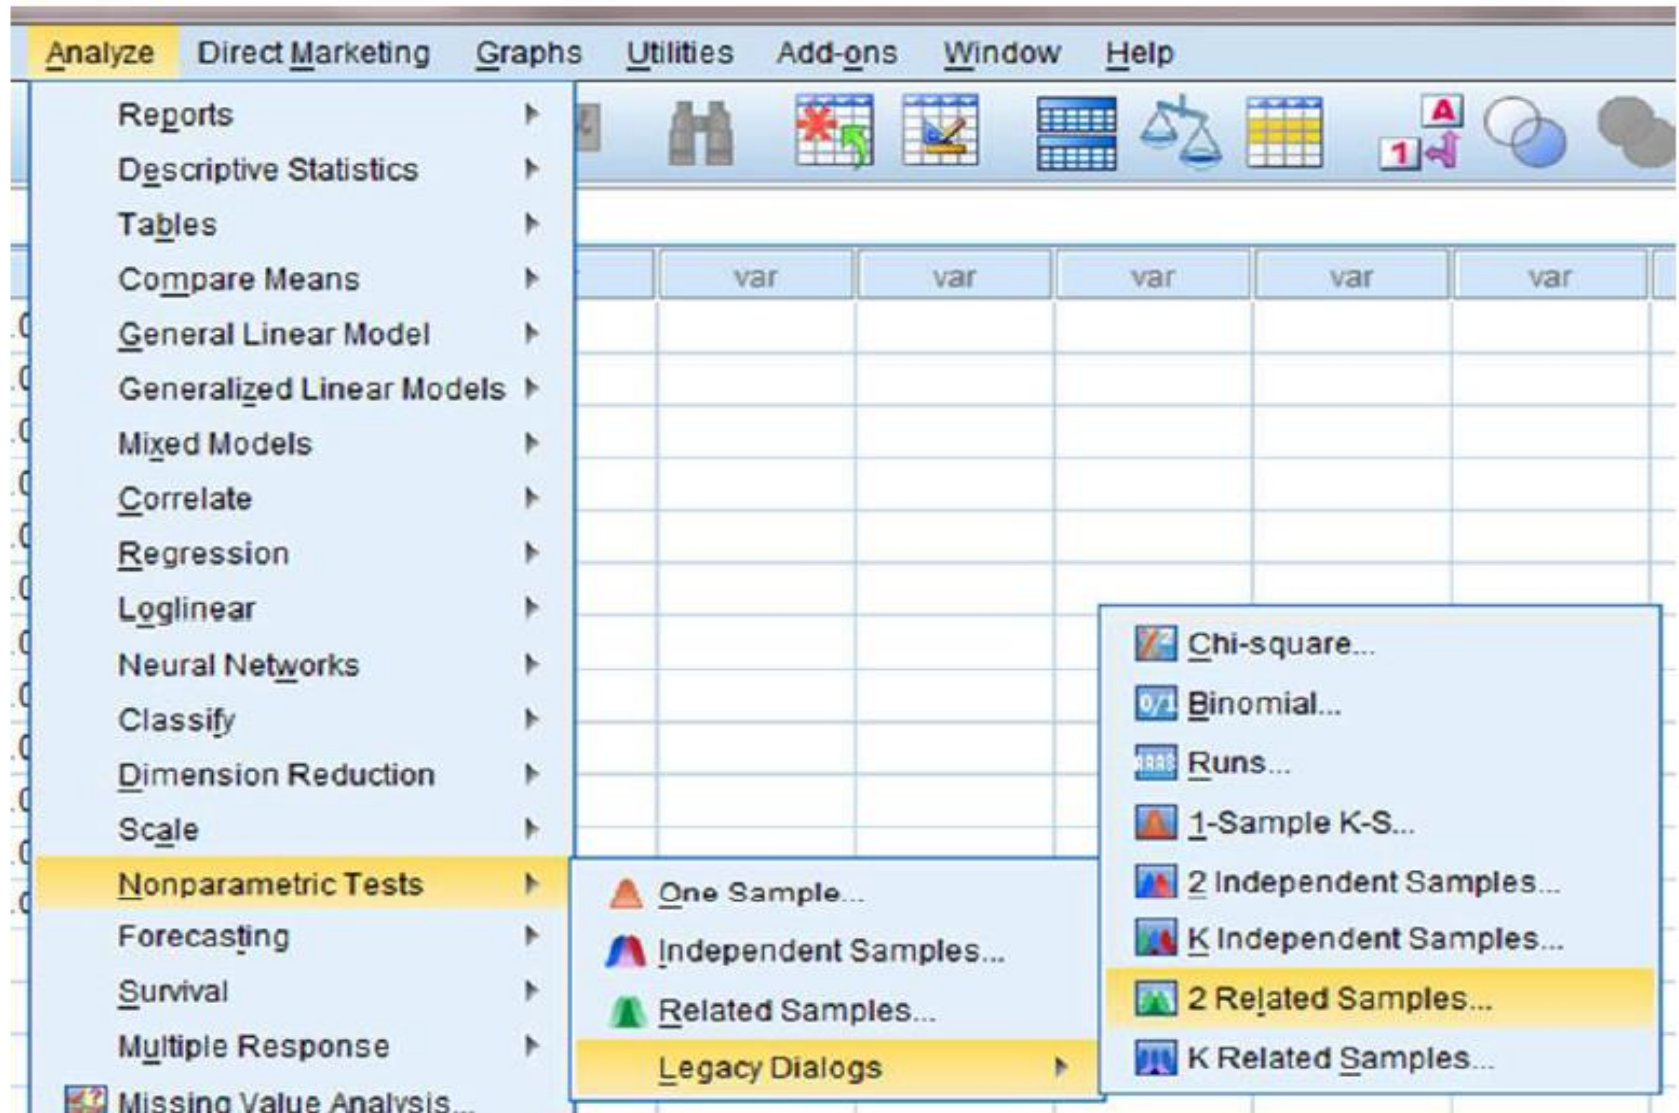 Analyze Direct Marketing Graphs Utilities Add-ons Window Help
Reports
Descriptive Statistics
Tables
Compare Means
General Linear Model
Generalized Linear Models
Mixed Models
Correlate
Regression
Loglinear
Neural Networks
Classify
Dimension Reduction
Scale
Nonparametric Tests
Forecasting
Survival
Multiple Response
Missing Value Analysis...
A
1
var var var var var
One Sample...
Independent Samples...
Related Samples...
Legacy Dialogs
Chi-square...
0/1 Binomial...
Runs...
1-Sample K-S...
2 Independent Samples...
K Independent Samples...
2 Related Samples...
K Related Samples...